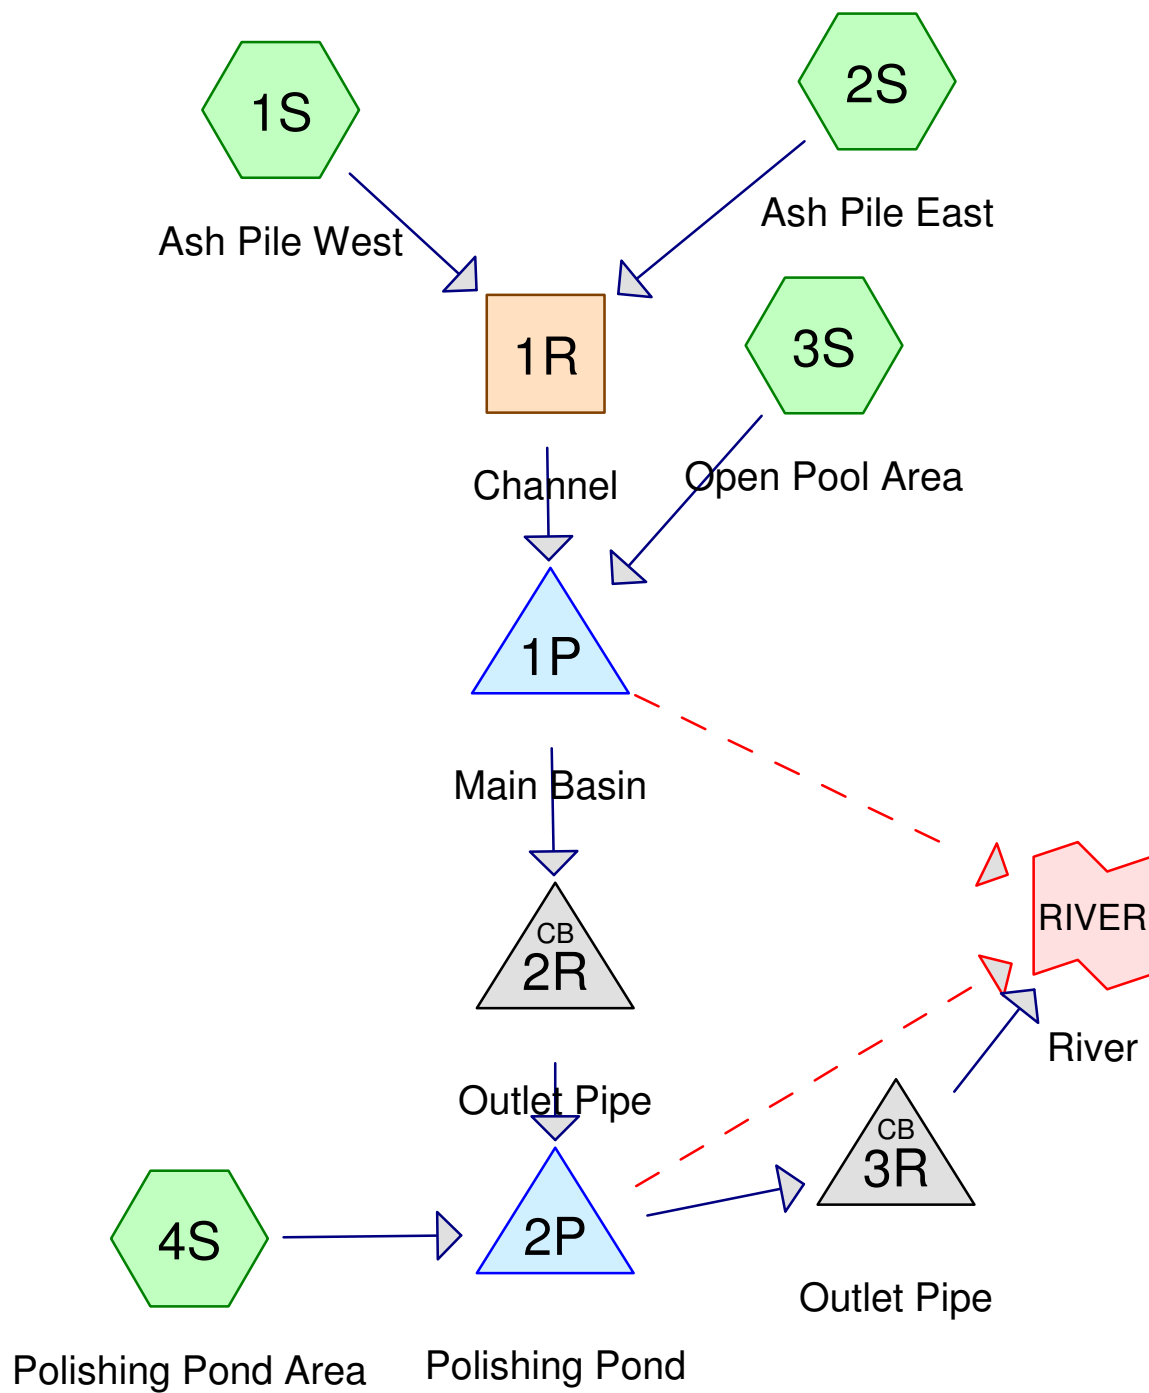 1S
2S
Ash Pile West
Ash Pile East
1R
3S
Channel
Open Pool Area
1P
Main Basin
CB
2R
RIVER
River
Outlet Pipe
CB
3R
4S
2P
Outlet Pipe
Polishing Pond Area
Polishing Pond